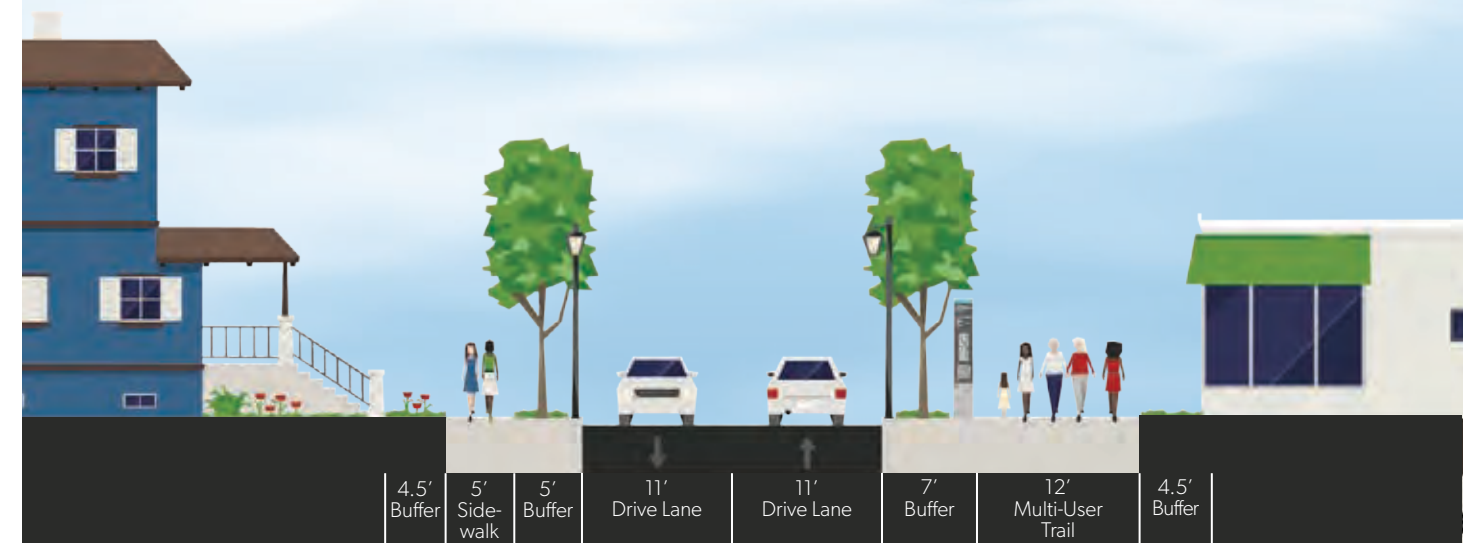 4.5′
Buffer
5′
Side-
walk
5′
Buffer
11′
Drive Lane
11′
Drive Lane
7′
Buffer
12′
Multi-User
Trail
4.5′
Buffer